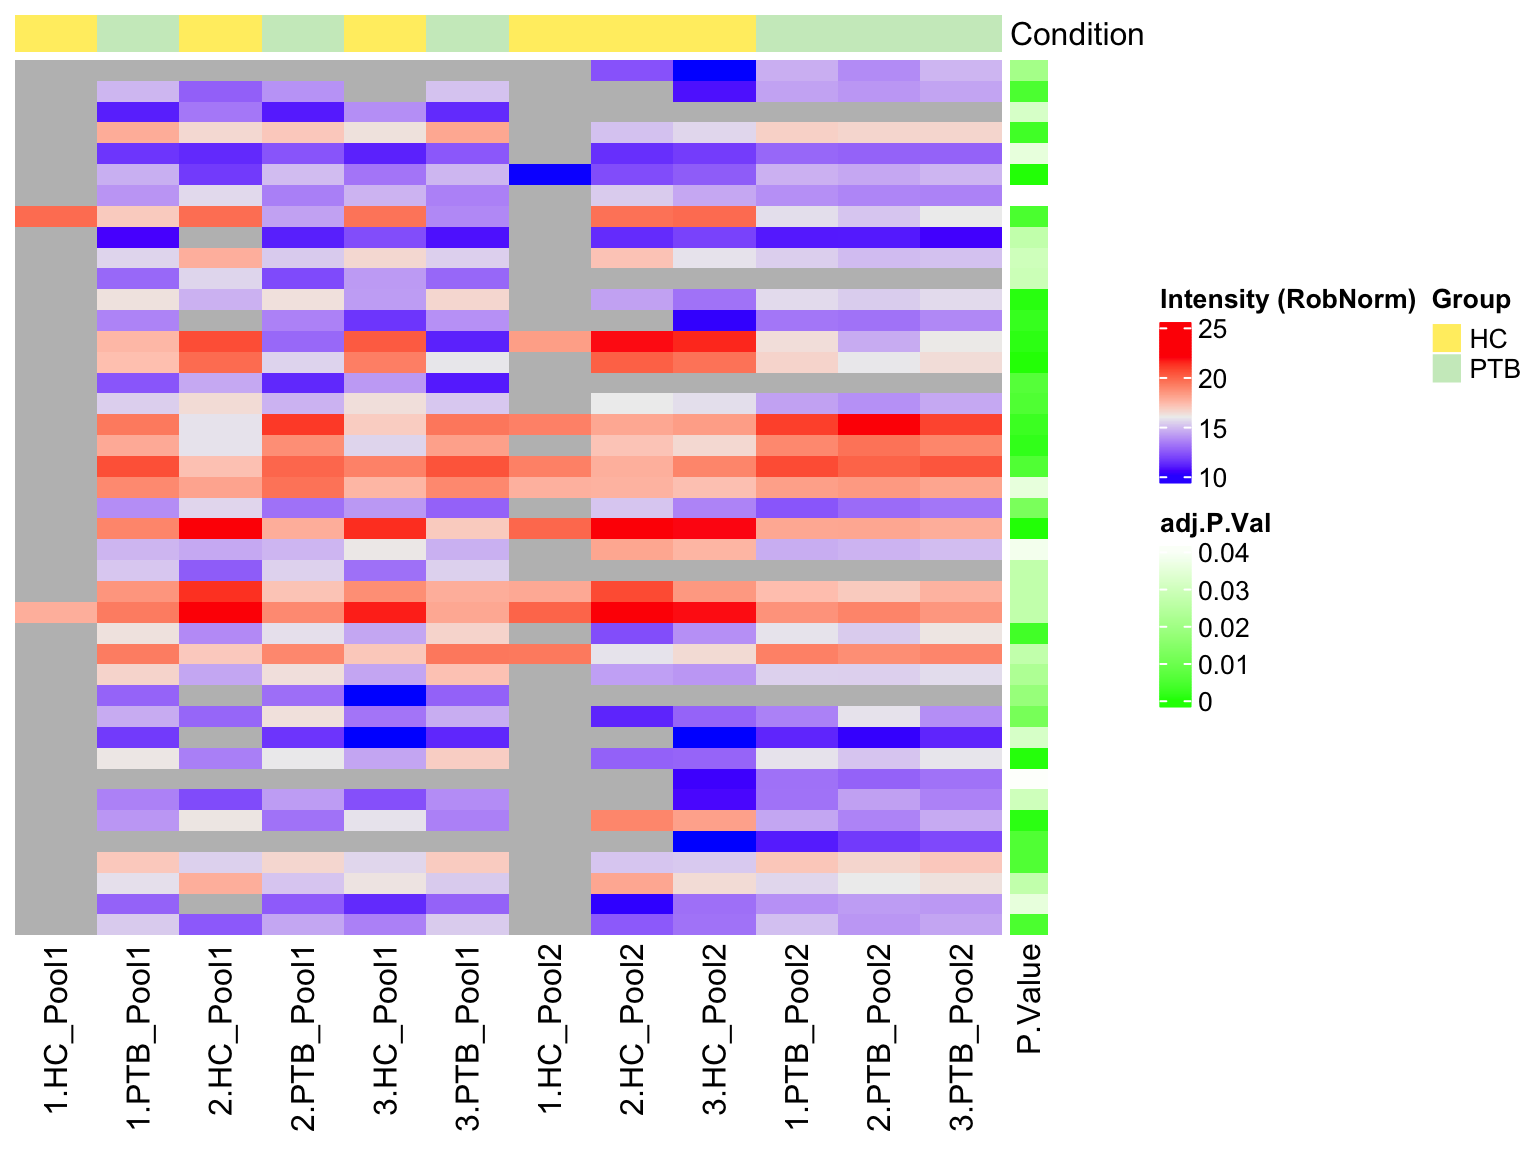 Condition
Intensity (RobNorm)
25
20
15
10
Group
HC
PTB
adj.P.Val
0.04
0.03
0.02
0.01
0
1.HC_Pool1
1.PTB_Pool1
2.HC_Pool1
2.PTB_Pool1
3.HC_Pool1
3.PTB_Pool1
1.HC_Pool2
2.HC_Pool2
3.HC_Pool2
1.PTB_Pool2
2.PTB_Pool2
3.PTB_Pool2
P.Value